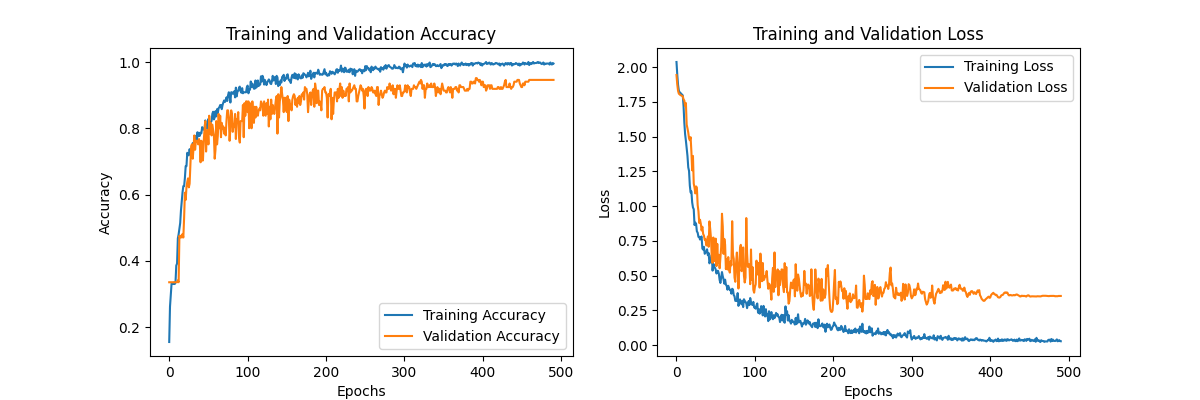 Training and Validation Accuracy
1.0
0.8
0.6
0.4
0.2
Accuracy
0
100
200
300
400
500
Epochs
Training Accuracy
Validation Accuracy
Training and Validation Loss
2.00
1.75
1.50
1.25
1.00
0.75
0.50
0.25
0.00
Loss
0
100
200
300
400
500
Epochs
Training Loss
Validation Loss